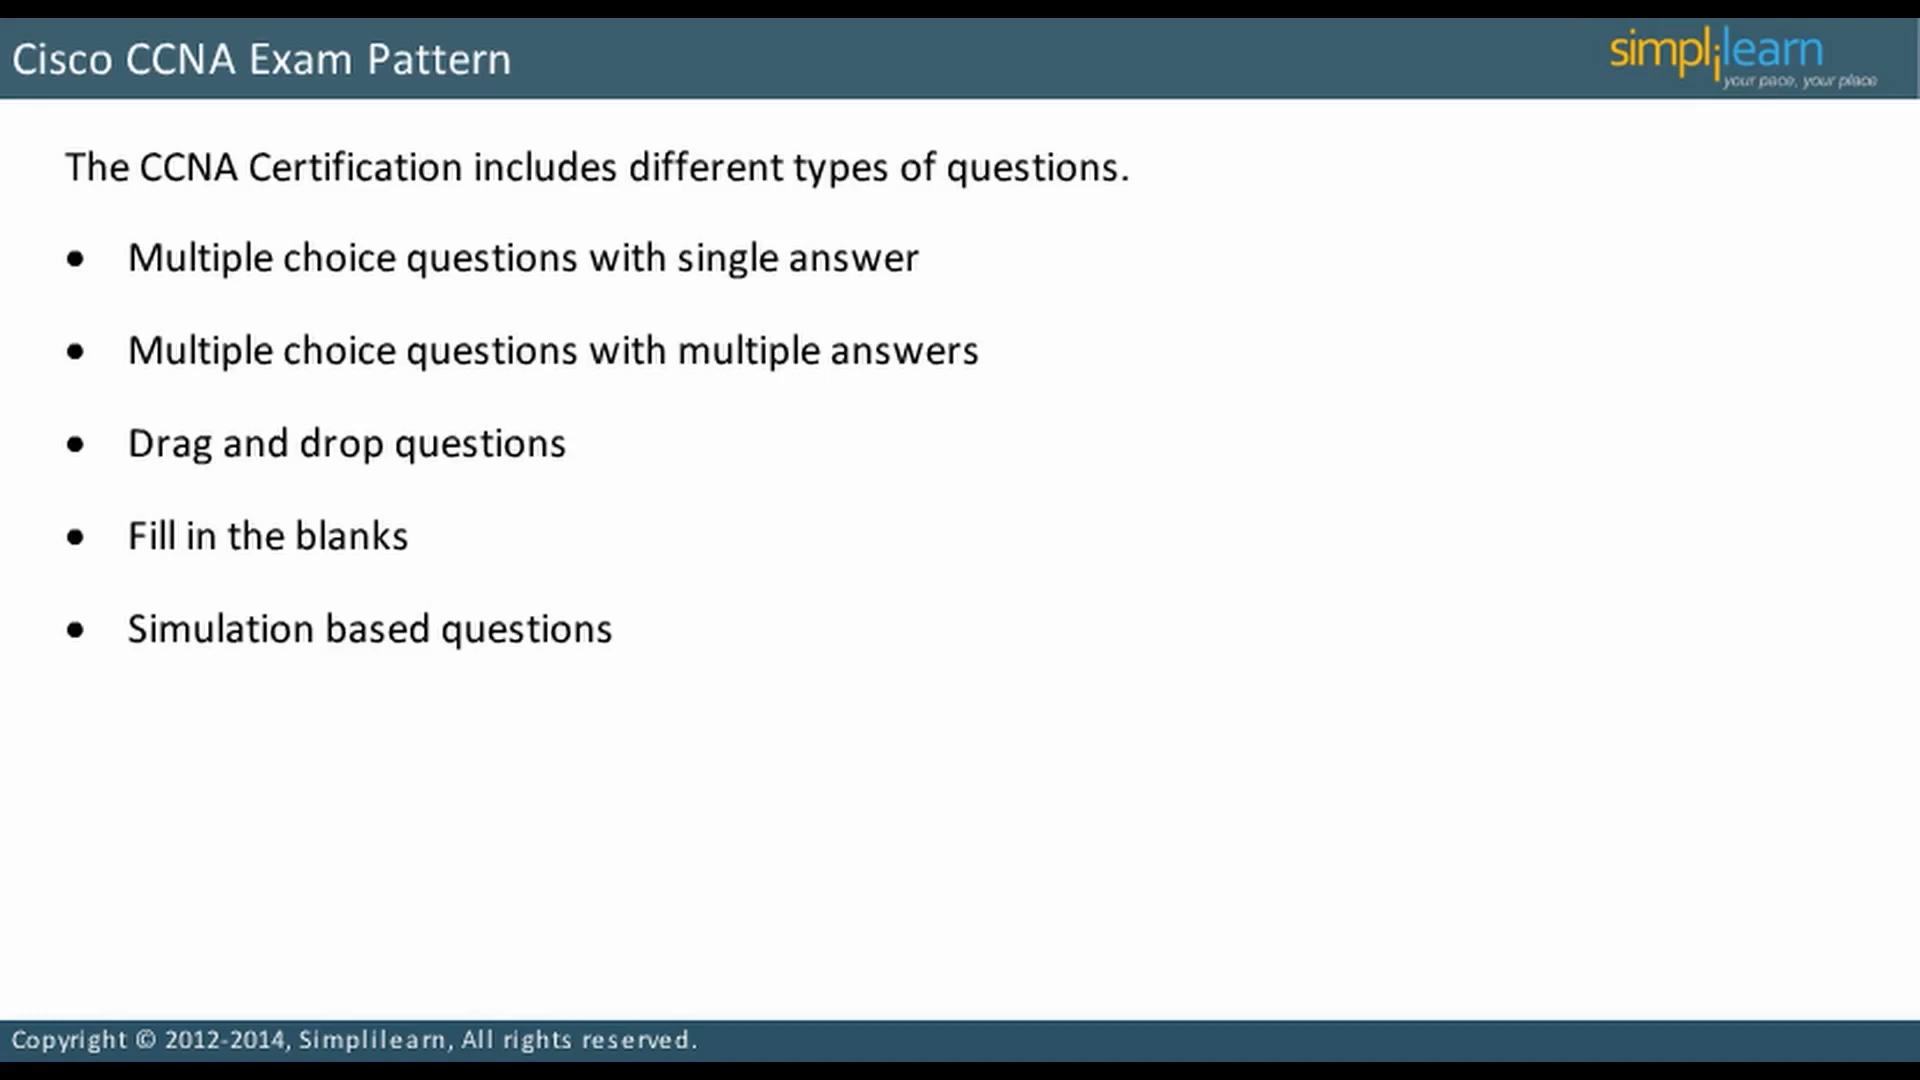 Cisco CCNA Exam Pattern
simplilearn
your pace, your place
The CCNA Certification includes different types of questions.
• Multiple choice questions with single answer
• Multiple choice questions with multiple answers
• Drag and drop questions
• Fill in the blanks
• Simulation based questions
Copyright © 2012-2014, Simplilearn, All rights reserved.